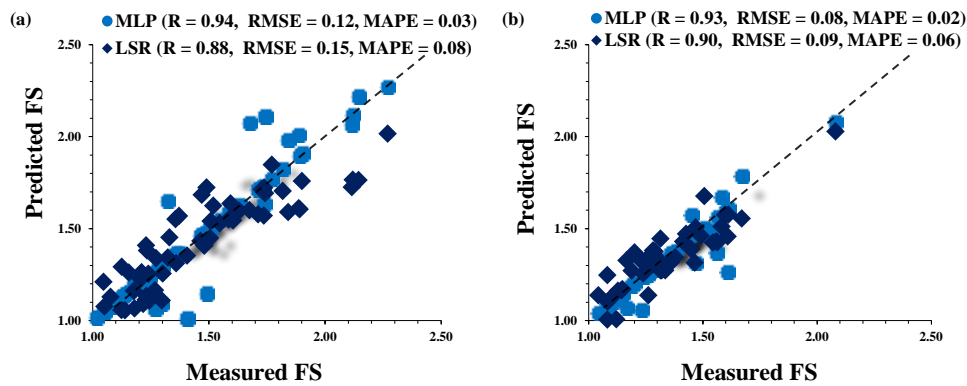 (a)
MLP (R = 0.94, RMSE = 0.12, MAPE = 0.03)
LSR (R = 0.88, RMSE = 0.15, MAPE = 0.08)
2.50
2.00
1.50
1.00
Predicted FS
1.00 1.50 2.00 2.50
Measured FS
(b)
MLP (R = 0.93, RMSE = 0.08, MAPE = 0.02)
LSR (R = 0.90, RMSE = 0.09, MAPE = 0.06)
2.50
2.00
1.50
1.00
Predicted FS
1.00 1.50 2.00 2.50
Measured FS